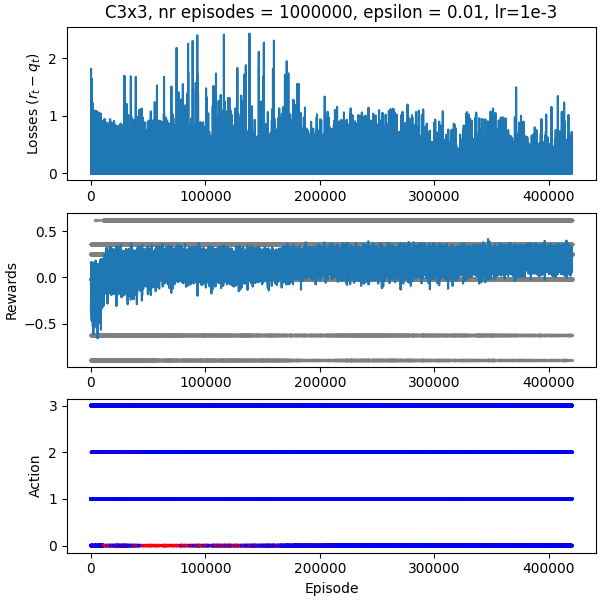 C3x3, nr episodes = 1000000, epsilon = 0.01, lr=1e-3
2
1
0
Losses (r_t − q_t)
0 100000 200000 300000 400000
0.5
0.0
−0.5
Rewards
0 100000 200000 300000 400000
3
2
1
0
Action
0 100000 200000 300000 400000
Episode